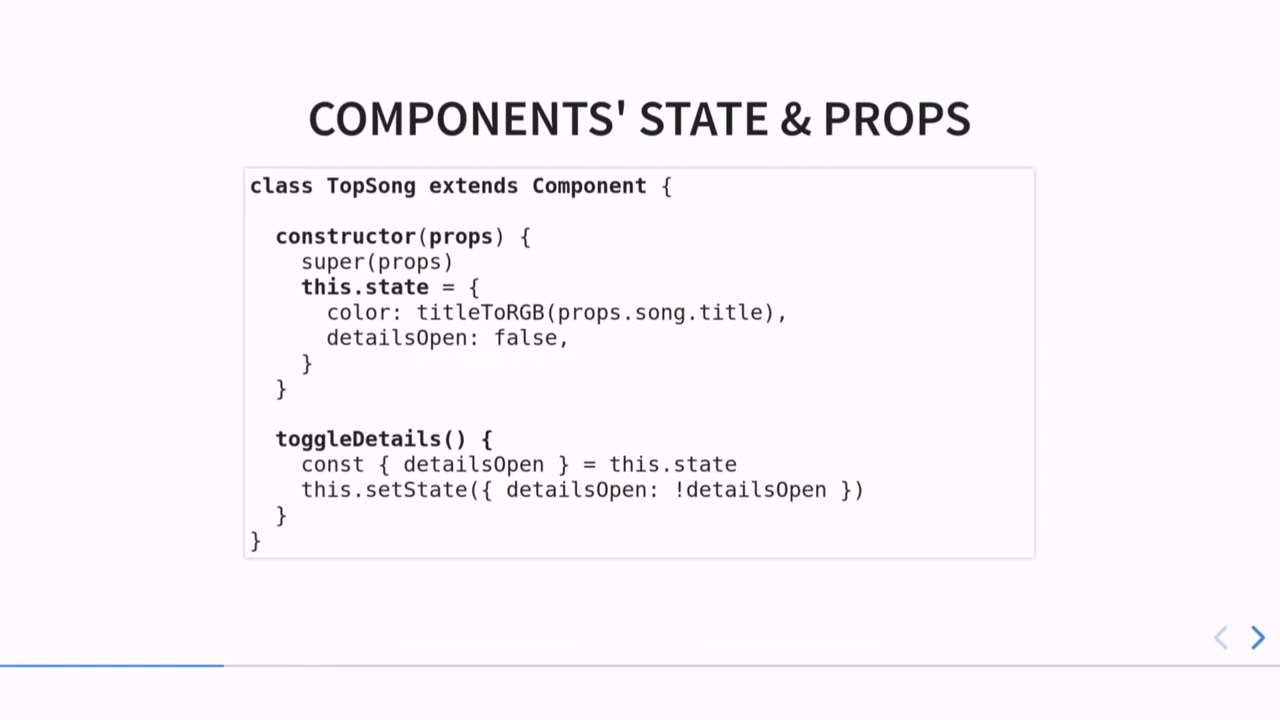 COMPONENTS' STATE & PROPS
class TopSong extends Component {
  constructor(props) {
    super(props)
    this.state = {
      color: titleToRGB(props.song.title),
      detailsOpen: false,
    }
  }
  toggleDetails() {
    const { detailsOpen } = this.state
    this.setState({ detailsOpen: !detailsOpen })
  }
}